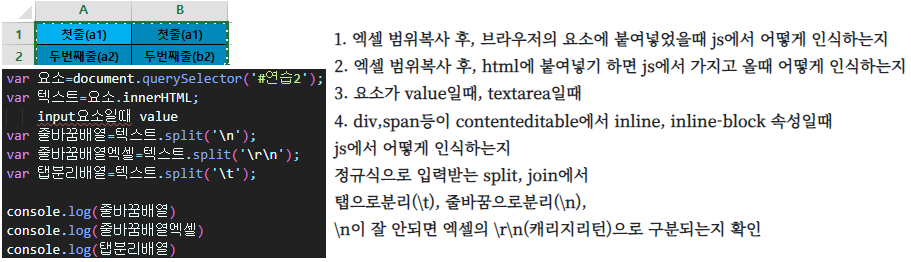 A B
1 첫줄(a1) 첫줄(a1)
2 두번째줄(a2) 두번째줄(b2)
var 요소=document.querySelector('#연습2');
var 텍스트=요소.innerHTML;
input요소일때 value
var 줄바꿈배열=텍스트.split('\n');
var 줄바꿈배열엑셀=텍스트.split('\r\n');
var 탭분리배열=텍스트.split('\t');
console.log(줄바꿈배열)
console.log(줄바꿈배열엑셀)
console.log(탭분리배열)
1. 엑셀 범위복사 후, 브라우저의 요소에 붙여넣었을때 js에서 어떻게 인식하는지
2. 엑셀 범위복사 후, html에 붙여넣기 하면 js에서 가지고 올때 어떻게 인식하는지
3. 요소가 value일때, textarea일때
4. div,span등이 contenteditable에서 inline, inline-block 속성일때
js에서 어떻게 인식하는지
정규식으로 입력받는 split, join에서
탭으로분리(\t), 줄바꿈으로분리(\n),
\n이 잘 안되면 엑셀의 \r\n(캐리지리턴)으로 구분되는지 확인